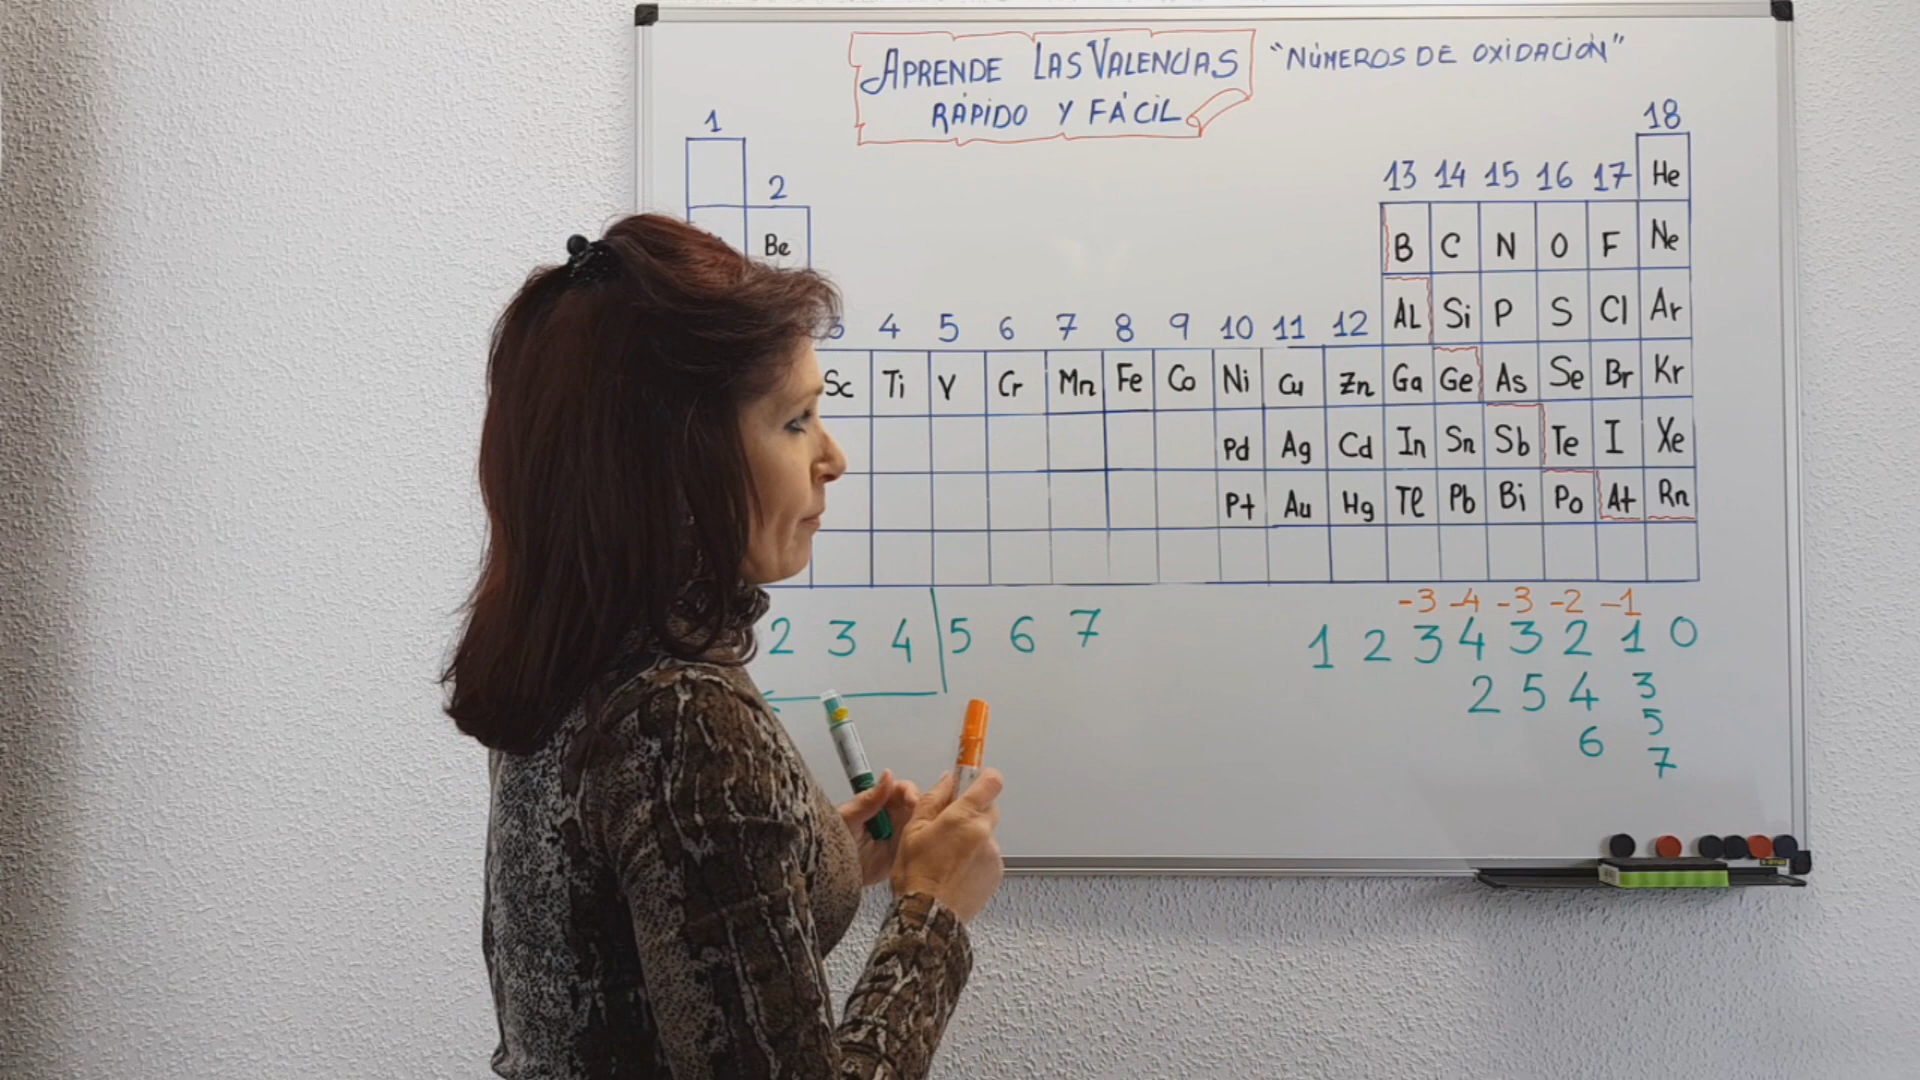 APRENDE LAS VALENCIAS "NÚMEROS DE OXIDACIÓN"
RÁPIDO Y FÁCIL
1 18
2 13 14 15 16 17 He
Be B C N O F Ne
3 4 5 6 7 8 9 10 11 12 AL Si P S Cl Ar
Sc Ti V Cr Mn Fe Co Ni Cu Zn Ga Ge As Se Br Kr
Pd Ag Cd In Sn Sb Te I Xe
Pt Au Hg Tl Pb Bi Po At Rn
-3 -4 -3 -2 -1
2 3 4 5 6 7 1 2 3 4 3 2 1 0
2 5 4 3
6 5
7